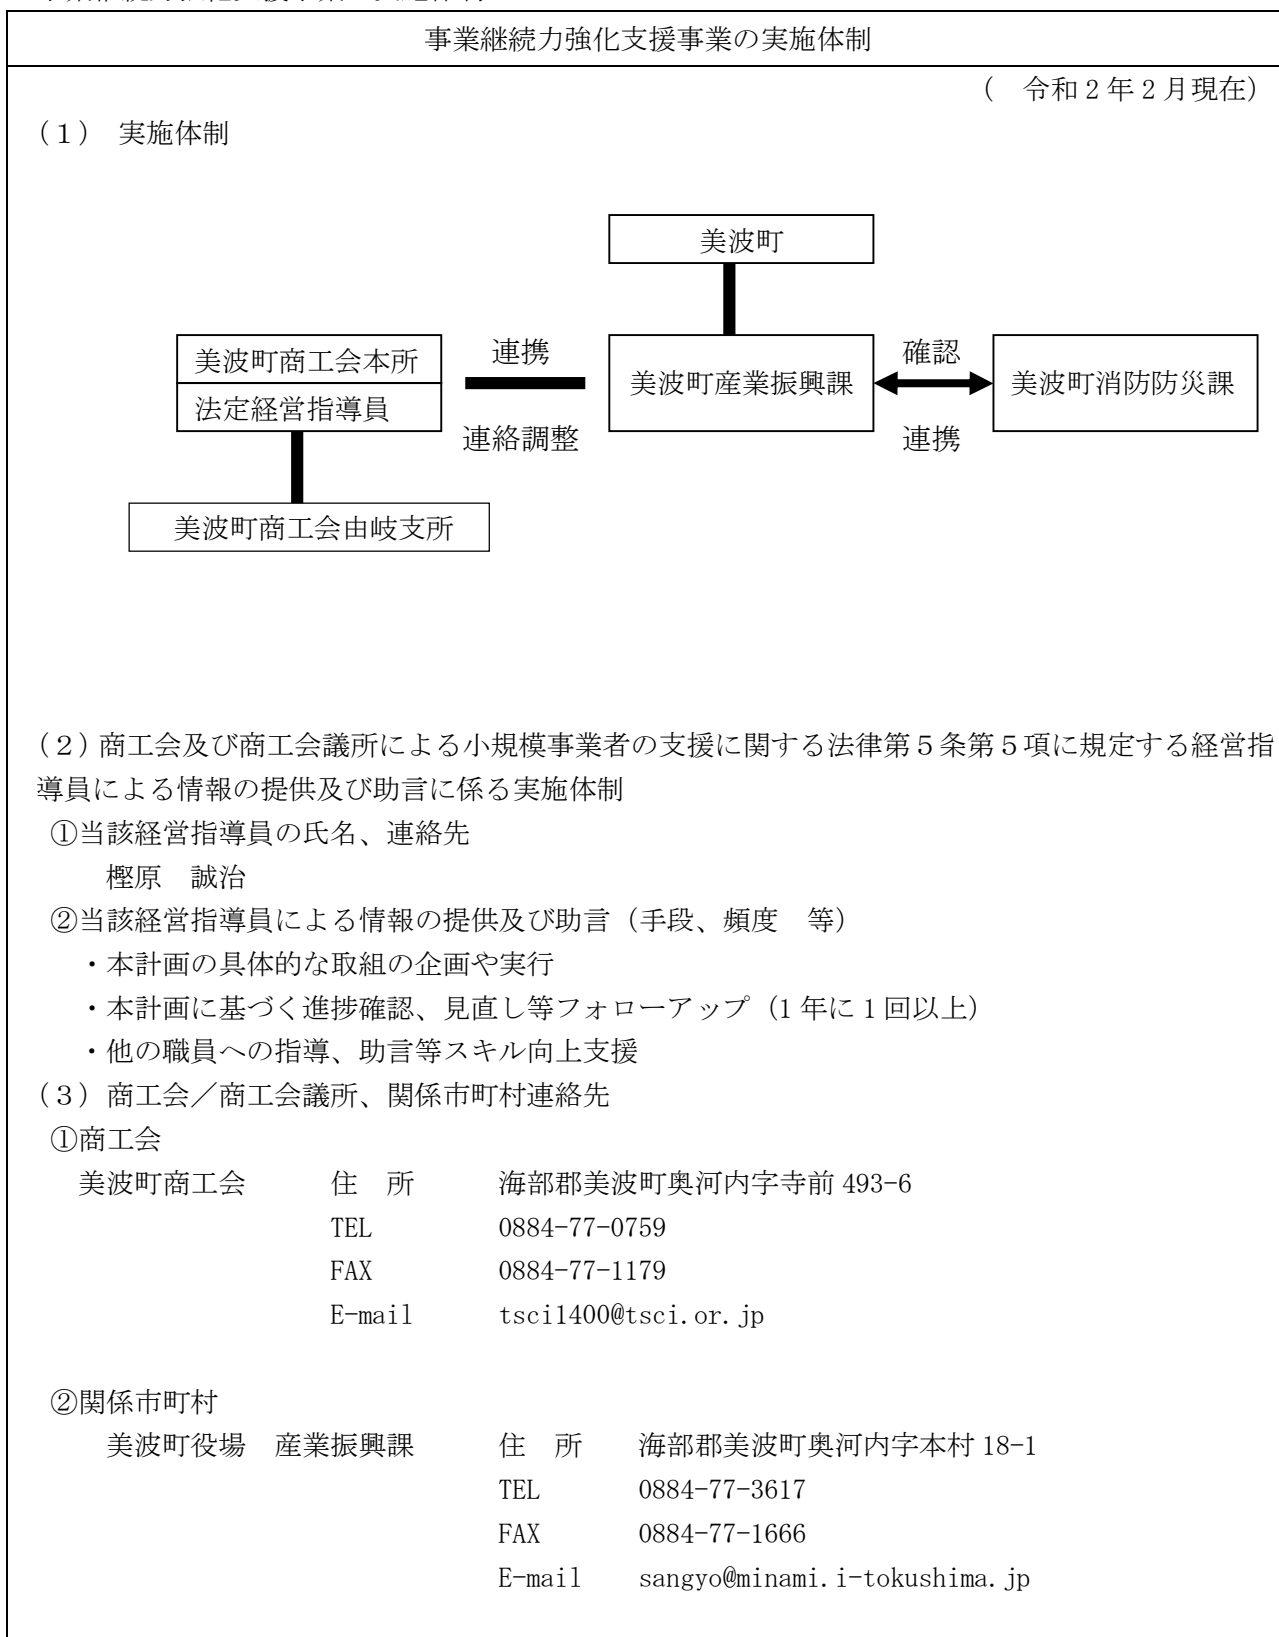 事業継続力強化支援事業の実施体制
（　令和２年２月現在）
（１）　実施体制
美波町
美波町商工会本所
法定経営指導員
連携
連絡調整
美波町産業振興課
確認
連携
美波町消防防災課
美波町商工会由岐支所
（２）商工会及び商工会議所による小規模事業者の支援に関する法律第５条第５項に規定する経営指
導員による情報の提供及び助言に係る実施体制
①当該経営指導員の氏名、連絡先
樫原　誠治
②当該経営指導員による情報の提供及び助言（手段、頻度　等）
・本計画の具体的な取組の企画や実行
・本計画に基づく進捗確認、見直し等フォローアップ（1年に1回以上）
・他の職員への指導、助言等スキル向上支援
（３）商工会／商工会議所、関係市町村連絡先
①商工会
美波町商工会　住　所　海部郡美波町奥河内字寺前493-6
TEL　0884-77-0759
FAX　0884-77-1179
E-mail　tsci1400@tsci.or.jp
②関係市町村
美波町役場　産業振興課　住　所　海部郡美波町奥河内字本村18-1
TEL　0884-77-3617
FAX　0884-77-1666
E-mail　sangyo@minami.i-tokushima.jp